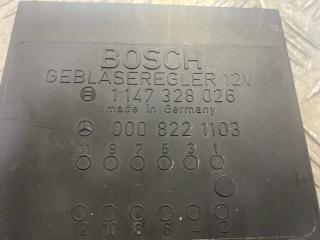 BOSCH
GEBLÄSEREGLER 12V
1 147 328 026
made in Germany
000 822 1103
11 9 7 5 3 1
12 10 8 6 4 2